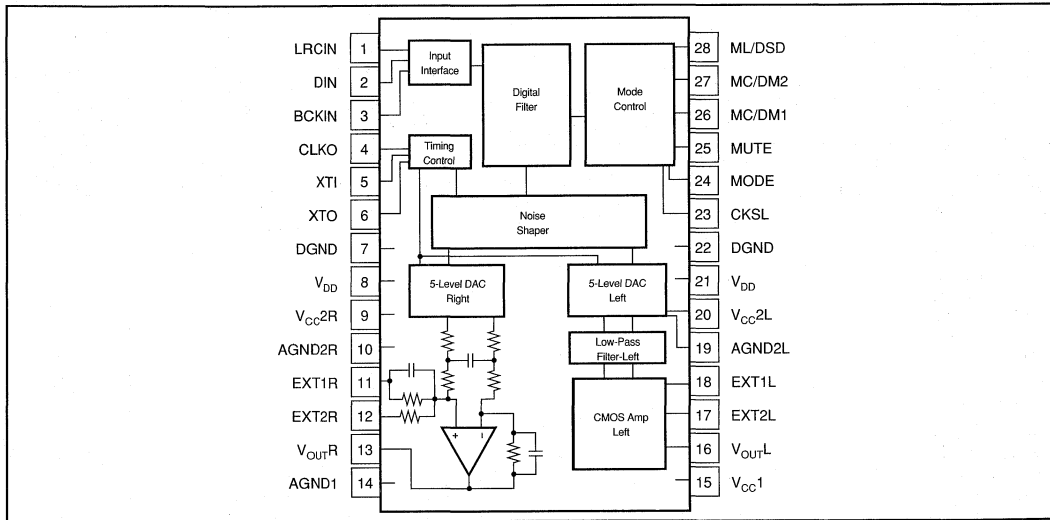 LRCIN 1
DIN 2
BCKIN 3
CLKO 4
XTI 5
XTO 6
DGND 7
VDD 8
VCC2R 9
AGND2R 10
EXT1R 11
EXT2R 12
VOUTR 13
AGND1 14
Input
Interface
Digital
Filter
Mode
Control
Timing
Control
Noise
Shaper
5-Level DAC
Right
5-Level DAC
Left
Low-Pass
Filter-Left
CMOS Amp
Left
+ –
28 ML/DSD
27 MC/DM2
26 MC/DM1
25 MUTE
24 MODE
23 CKSL
22 DGND
21 VDD
20 VCC2L
19 AGND2L
18 EXT1L
17 EXT2L
16 VOUTL
15 VCC1